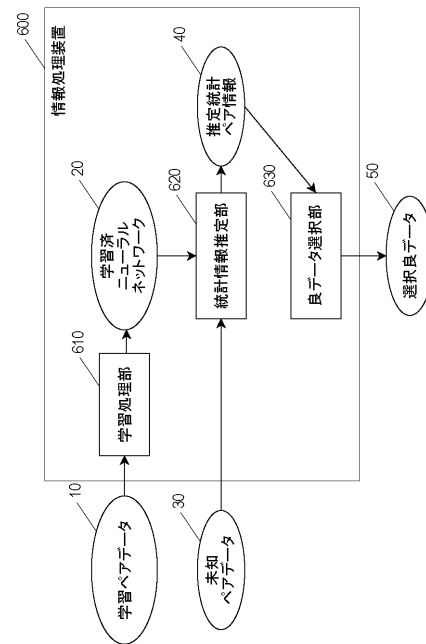 600
情報処理装置
10
学習ペアデータ
610
学習処理部
20
学習済
ニューラル
ネットワーク
30
未知
ペアデータ
620
統計情報推定部
40
推定統計
ペア情報
630
良データ選択部
50
選択良データ